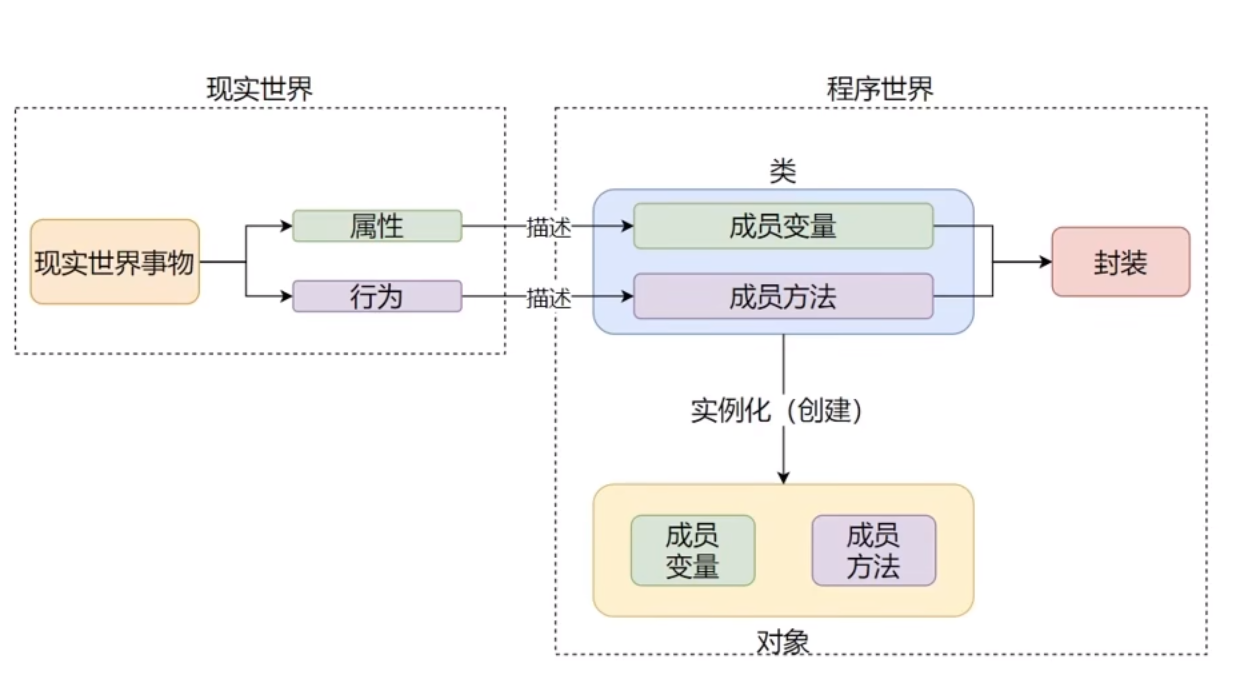 现实世界
程序世界
类
现实世界事物
属性
描述
成员变量
行为
描述
成员方法
封装
实例化（创建）
成员
变量
成员
方法
对象